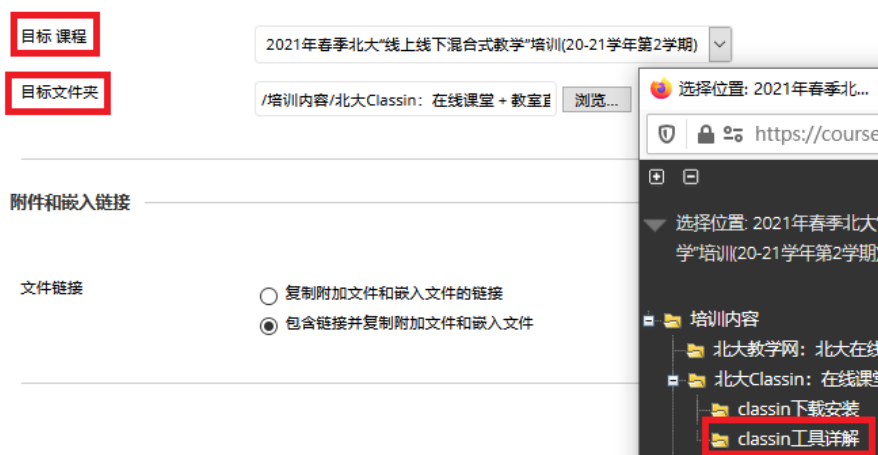 目标 课程
2021年春季北大“线上线下混合式教学”培训(20-21学年第2学期)
目标文件夹
/培训内容/北大Classin：在线课堂 + 教室直
浏览...
附件和嵌入链接
文件链接
复制附加文件和嵌入文件的链接
包含链接并复制附加文件和嵌入文件
选择位置: 2021年春季北...
https://course
选择位置: 2021年春季北大“
学”培训(20-21学年第2学期)
培训内容
北大教学网：北大在线
北大Classin：在线课堂
classin下载安装
classin工具详解